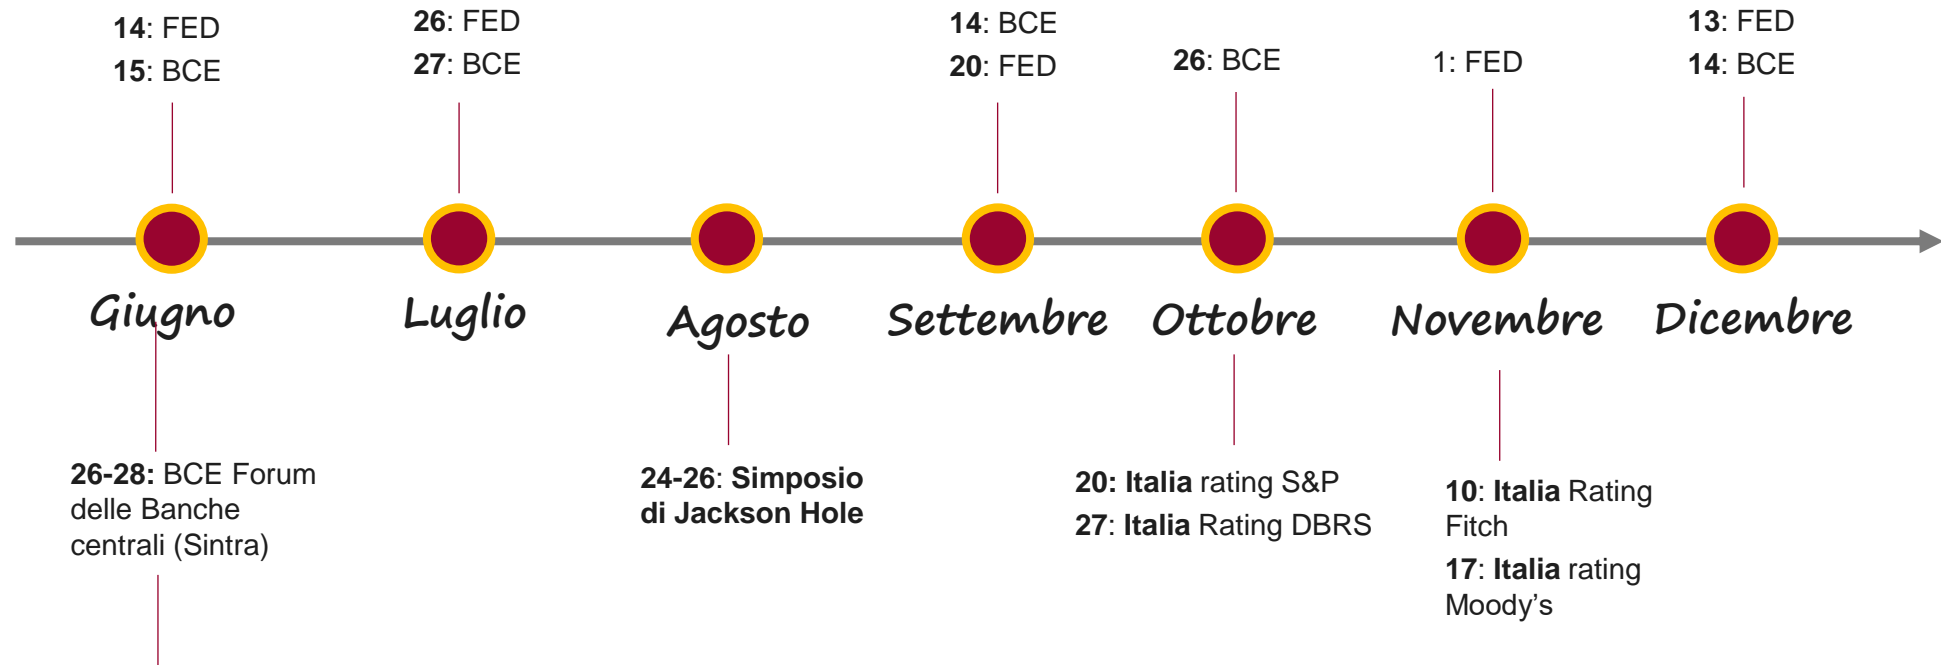 14: FED
15: BCE
26: FED
27: BCE
14: BCE
20: FED
26: BCE
1: FED
13: FED
14: BCE
Giugno
Luglio
Agosto
Settembre
Ottobre
Novembre
Dicembre
26-28: BCE Forum
delle Banche
centrali (Sintra)
24-26: Simposio
di Jackson Hole
20: Italia rating S&P
27: Italia Rating DBRS
10: Italia Rating
Fitch
17: Italia rating
Moody’s